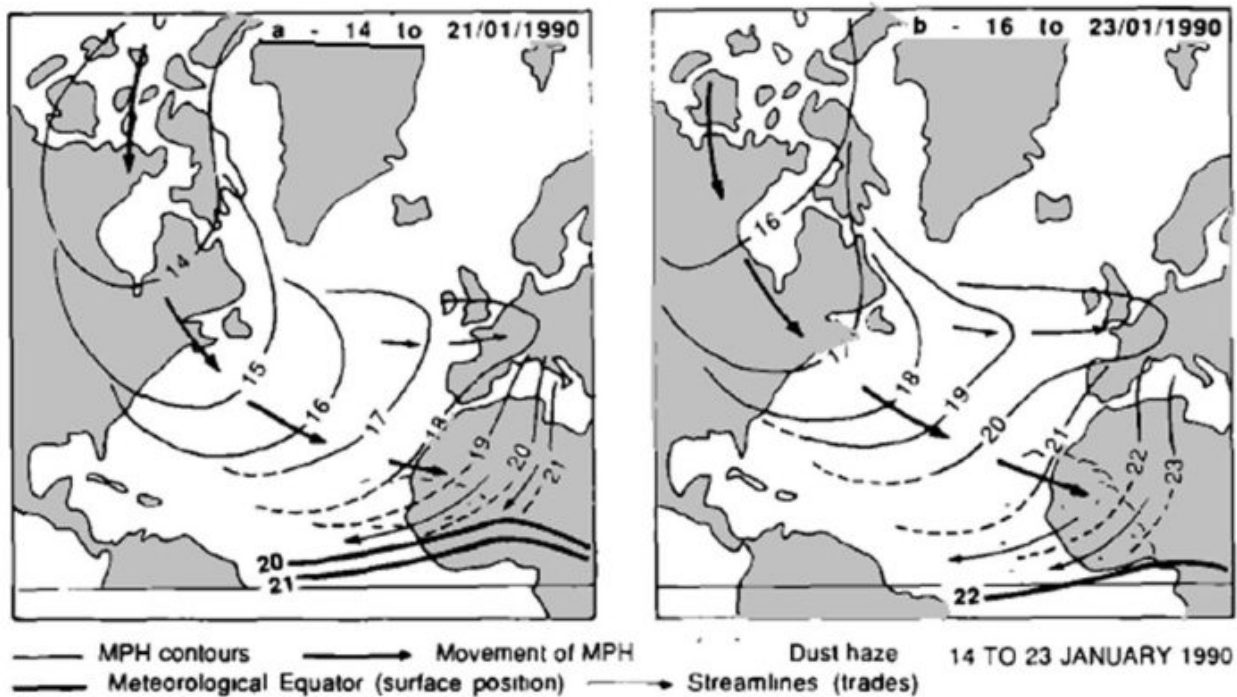 a - 14 to 21/01/1990
14
15
16
17
18
19
20
21
20
21
b - 16 to 23/01/1990
16
17
18
19
20
21
22
23
22
MPH contours
Movement of MPH
Dust haze
14 TO 23 JANUARY 1990
Meteorological Equator (surface position)
Streamlines (trades)